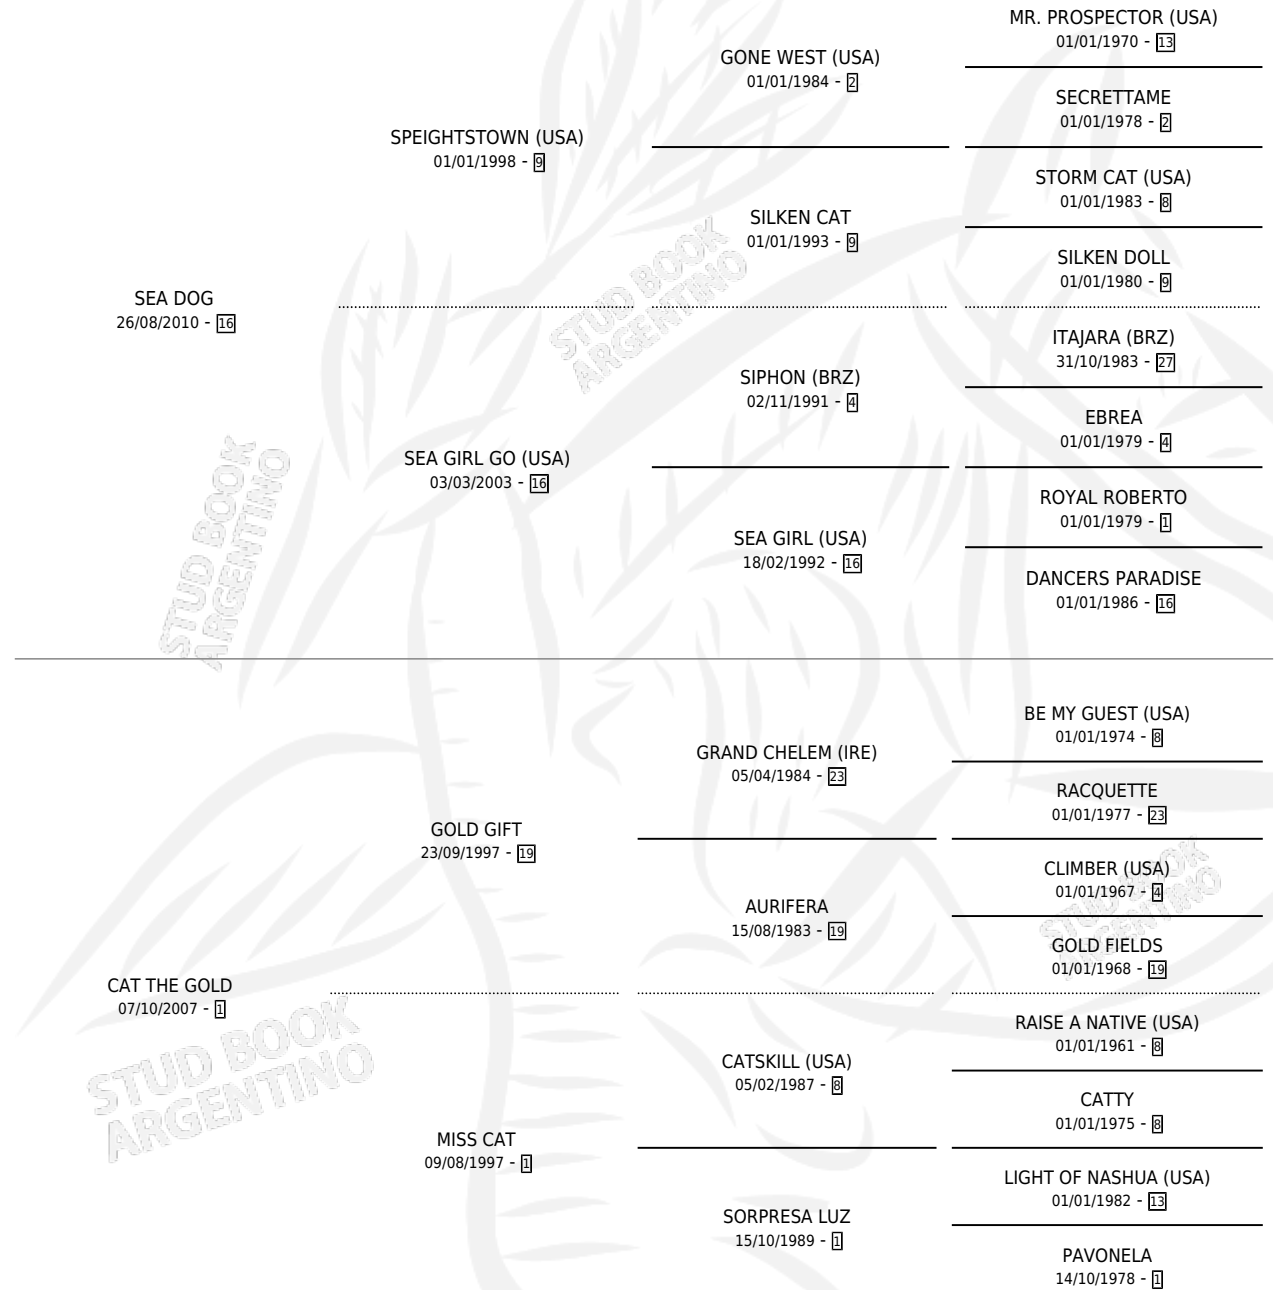 MR. PROSPECTOR (USA)
01/01/1970 - 13
GONE WEST (USA)
01/01/1984 - 2
SECRETTAME
01/01/1978 - 2
SPEIGHTSTOWN (USA)
01/01/1998 - 9
STORM CAT (USA)
01/01/1983 - 8
SILKEN CAT
01/01/1993 - 9
SILKEN DOLL
01/01/1980 - 9
SEA DOG
26/08/2010 - 16
STUD BOOK
ARGENTINO
ITAJARA (BRZ)
31/10/1983 - 27
SIPHON (BRZ)
02/11/1991 - 4
EBREA
01/01/1979 - 4
SEA GIRL GO (USA)
03/03/2003 - 16
ROYAL ROBERTO
01/01/1979 - 1
SEA GIRL (USA)
18/02/1992 - 16
DANCERS PARADISE
01/01/1986 - 16
STUD BOOK
ARGENTINO
BE MY GUEST (USA)
01/01/1974 - 8
GRAND CHELEM (IRE)
05/04/1984 - 23
RACQUETTE
01/01/1977 - 23
GOLD GIFT
23/09/1997 - 19
CLIMBER (USA)
01/01/1967 - 4
AURIFERA
15/08/1983 - 19
STUD BOOK
ARGENTINO
GOLD FIELDS
01/01/1968 - 19
CAT THE GOLD
07/10/2007 - 1
STUD BOOK
ARGENTINO
RAISE A NATIVE (USA)
01/01/1961 - 8
CATSKILL (USA)
05/02/1987 - 8
CATTY
01/01/1975 - 8
MISS CAT
09/08/1997 - 1
LIGHT OF NASHUA (USA)
01/01/1982 - 13
SORPRESA LUZ
15/10/1989 - 1
PAVONELA
14/10/1978 - 1